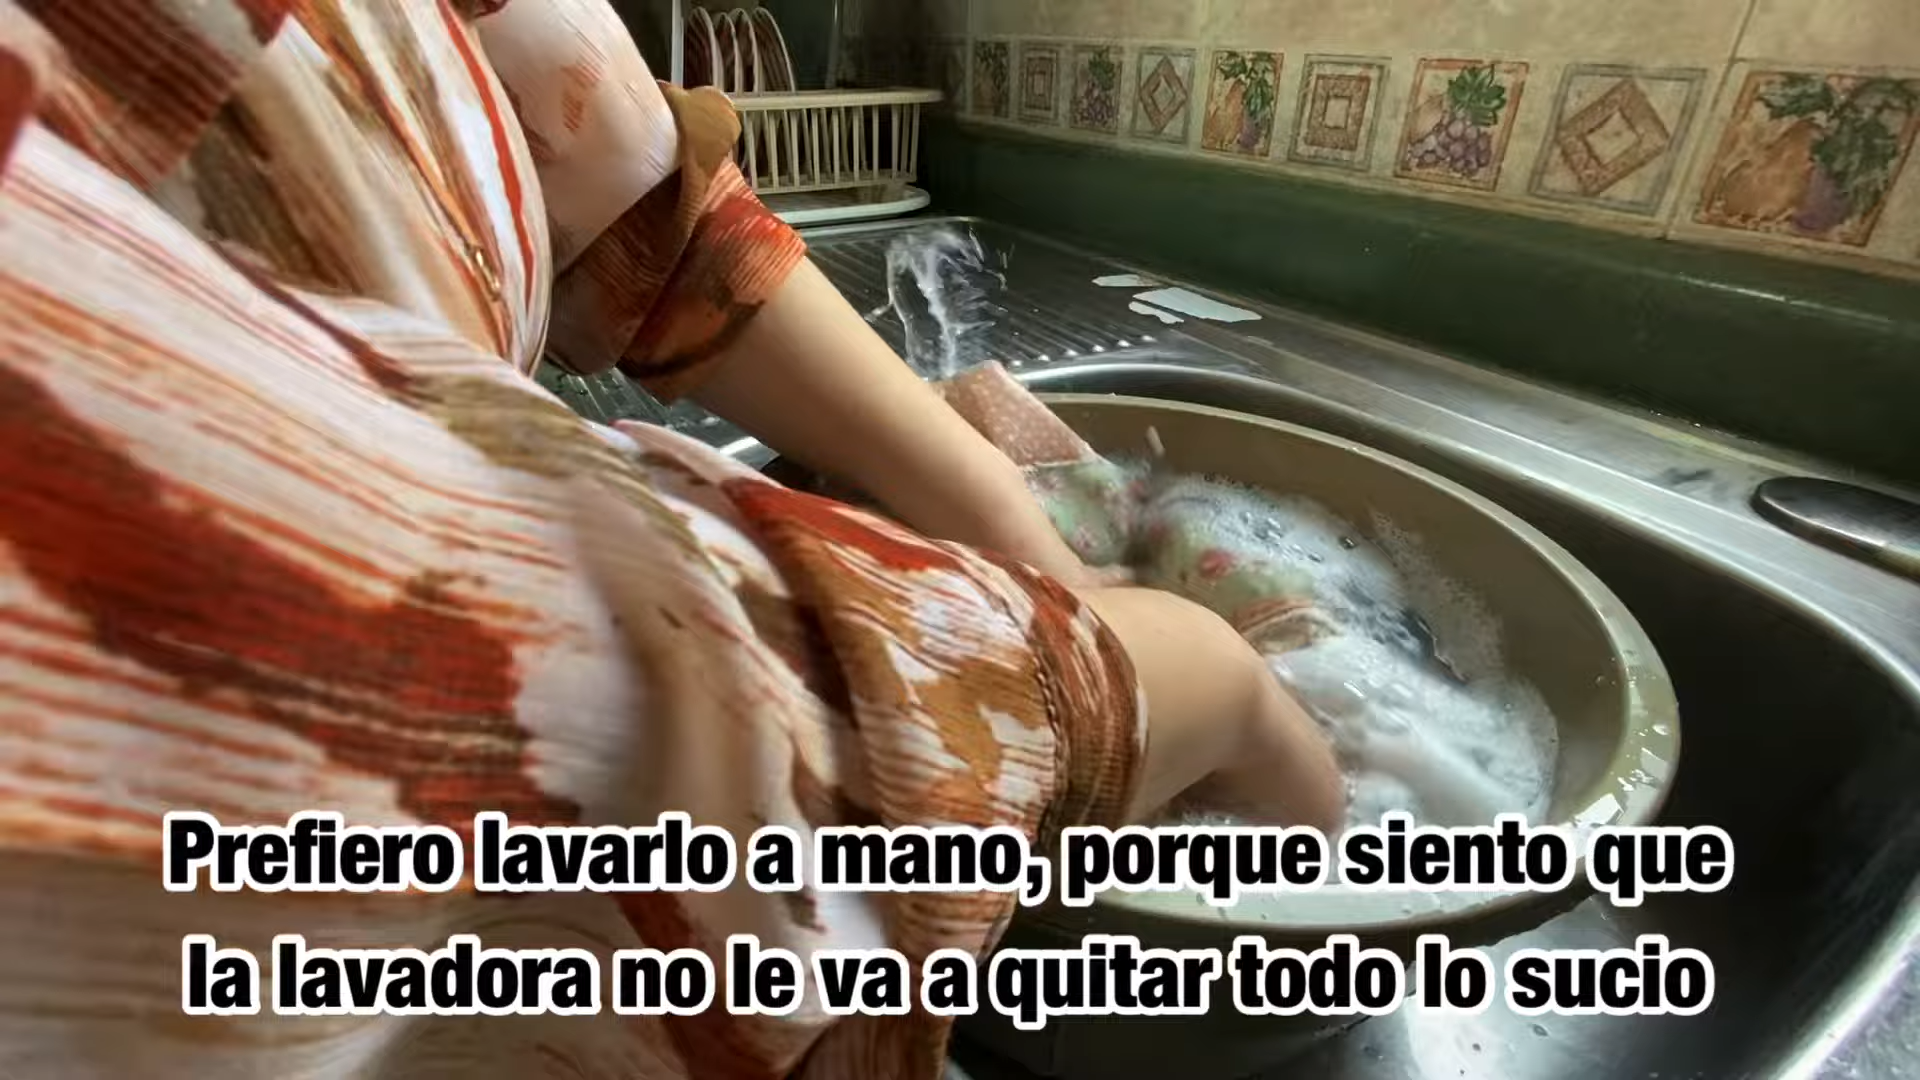 Prefiero lavarlo a mano, porque siento que
la lavadora no le va a quitar todo lo sucio